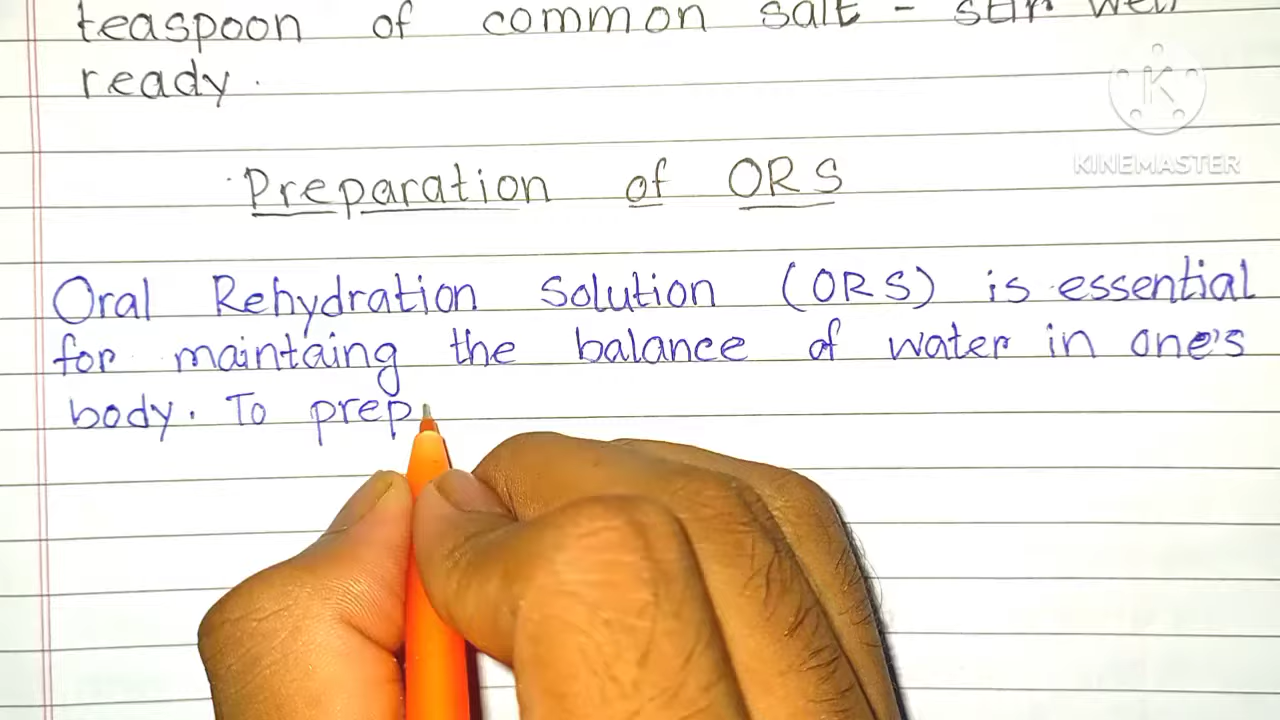 teaspoon of common salt - stir well
ready.
KINEMASTER
Preparation of ORS
Oral Rehydration Solution (ORS) is essential
for maintaing the balance of water in one's
body. To prep